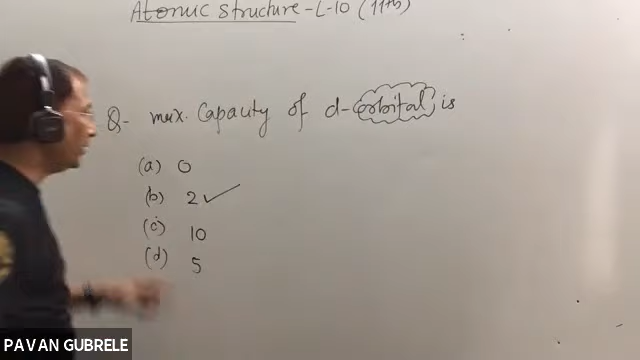 Atomic structure - L-10 (11th)
Q- max. Capacity of d-orbital is
(a) 0
(b) 2 ✓
(c) 10
(d) 5
PAVAN GUBRELE